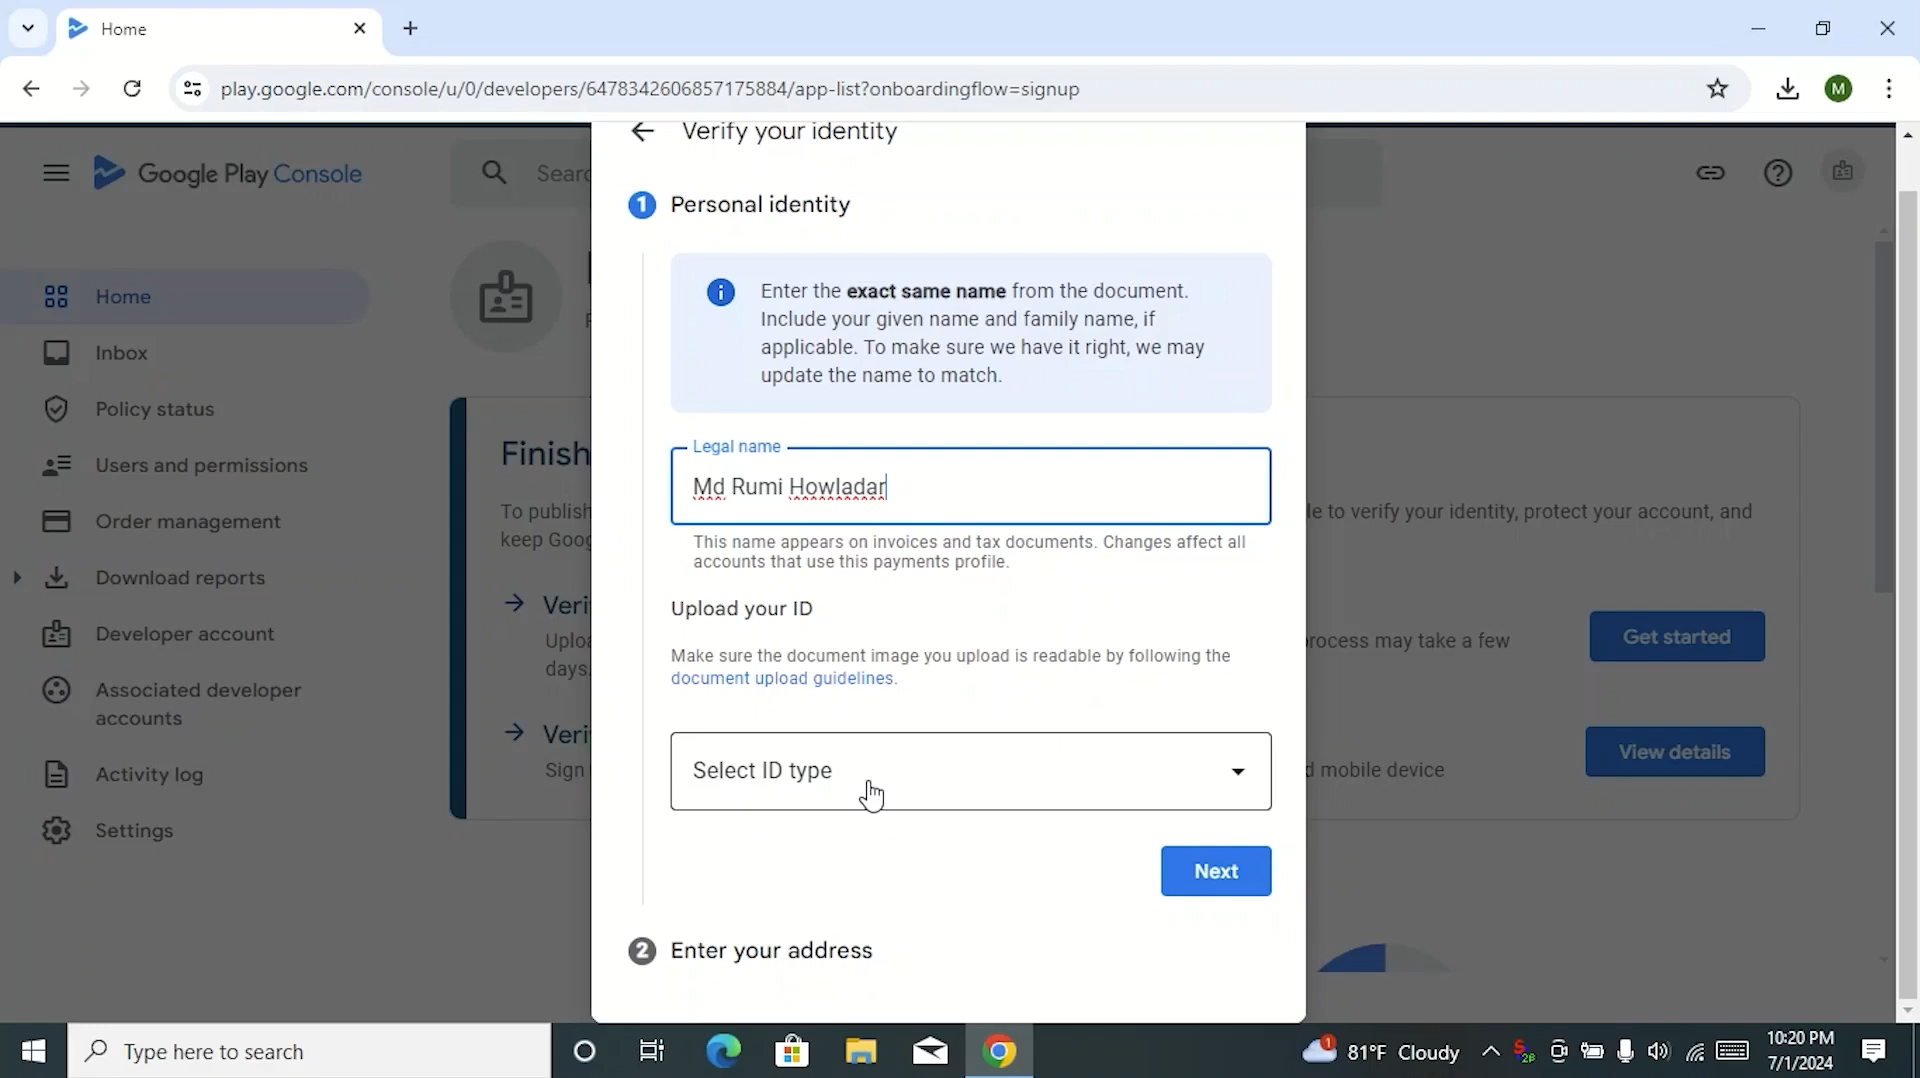 Home
play.google.com/console/u/0/developers/6478342606857175884/app-list?onboardingflow=signup
M
Google Play Console
Searc
Home
Inbox
Policy status
Users and permissions
Order management
Download reports
Developer account
Associated developer
accounts
Activity log
Settings
Finish
To publish
keep Goog
Veri
Uploa
days.
Veri
Sign
le to verify your identity, protect your account, and
process may take a few
Get started
d mobile device
View details
Verify your identity
1 Personal identity
Enter the exact same name from the document.
Include your given name and family name, if
applicable. To make sure we have it right, we may
update the name to match.
Legal name
Md Rumi Howladar
This name appears on invoices and tax documents. Changes affect all
accounts that use this payments profile.
Upload your ID
Make sure the document image you upload is readable by following the
document upload guidelines.
Select ID type
Next
2 Enter your address
Type here to search
1
81°F Cloudy
10:20 PM
7/1/2024